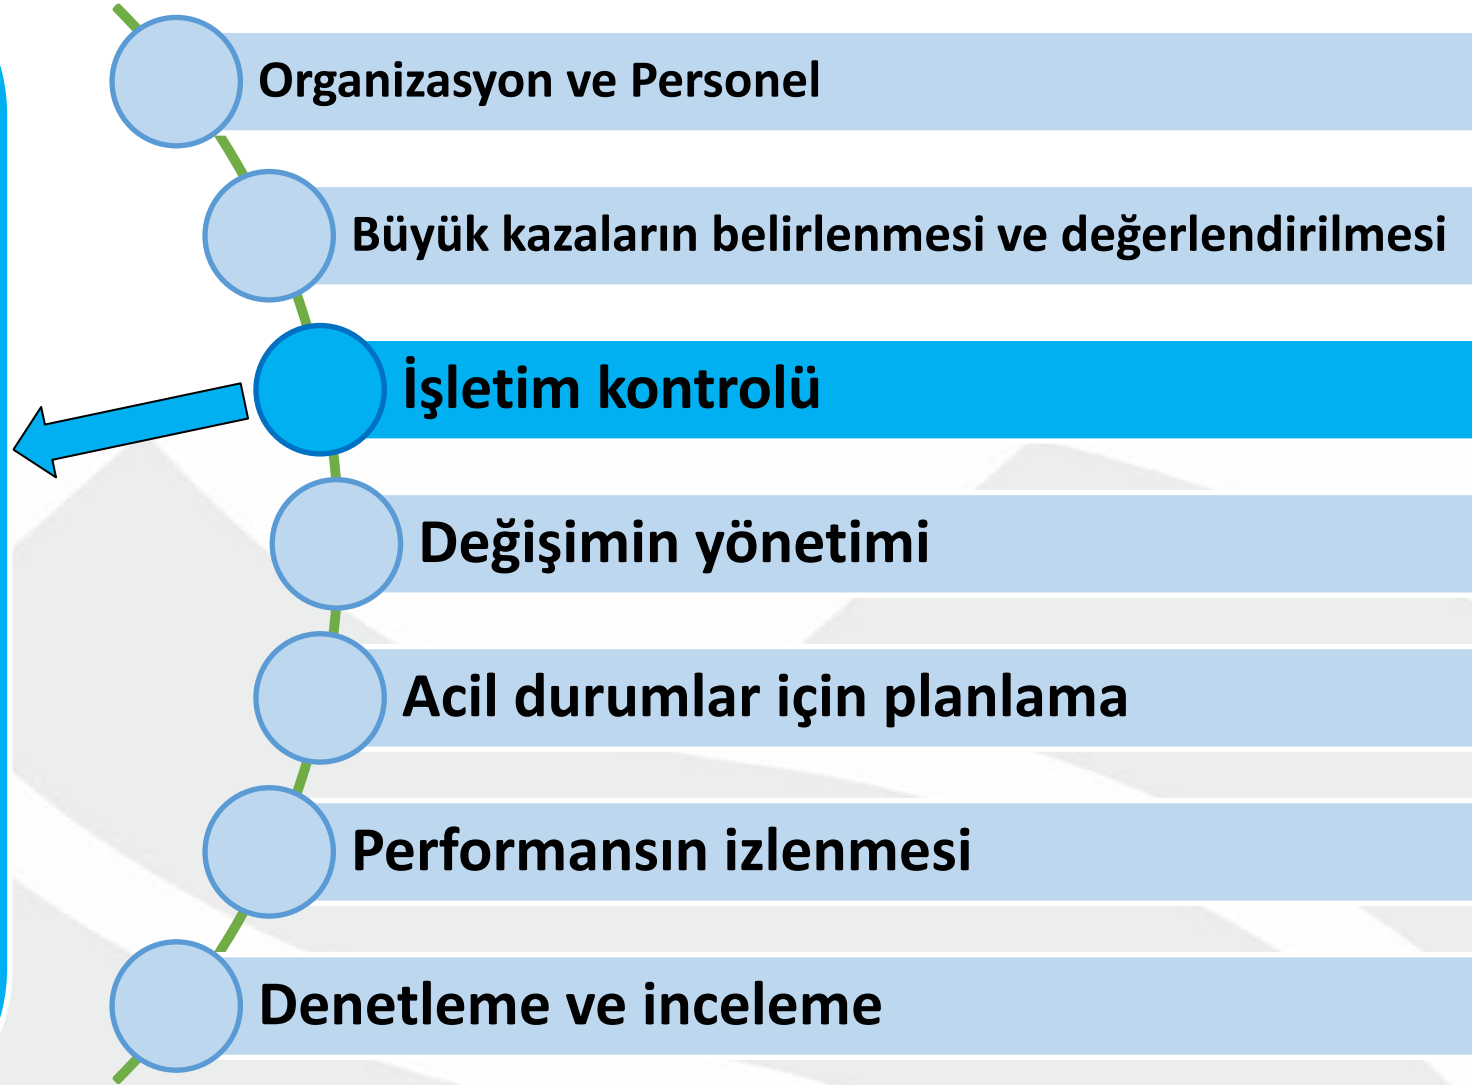 Organizasyon ve Personel
Büyük kazaların belirlenmesi ve değerlendirilmesi
İşletim kontrolü
Değişimin yönetimi
Acil durumlar için planlama
Performansın izlenmesi
Denetleme ve inceleme